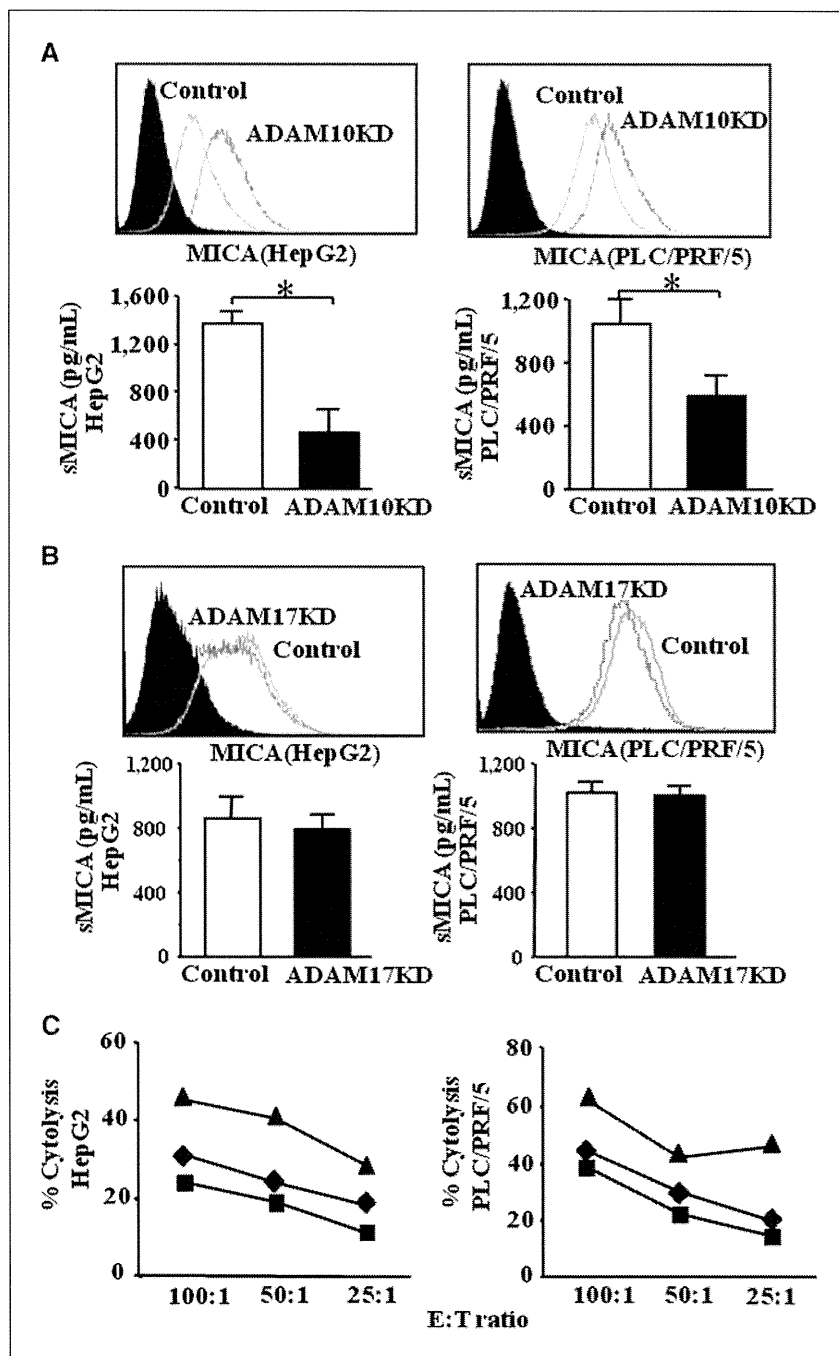 A
Control
ADAM10KD
MICA(HepG2)
Control
ADAM10KD
MICA(PLC/PRF/5)
sMICA (pg/mL)
HepG2
1,600
1,200
800
400
0
*
Control
ADAM10KD
sMICA (pg/mL)
PLC/PRF/5
1,200
800
400
0
*
Control
ADAM10KD
B
ADAM17KD
Control
MICA(HepG2)
ADAM17KD
Control
MICA(PLC/PRF/5)
sMICA (pg/mL)
HepG2
1,200
800
400
0
Control
ADAM17KD
sMICA (pg/mL)
PLC/PRF/5
1,200
800
400
0
Control
ADAM17KD
C
% Cytolysis
HepG2
60
40
20
0
100:1
50:1
25:1
% Cytolysis
PLC/PRF/5
80
60
40
20
0
100:1
50:1
25:1
E:T ratio